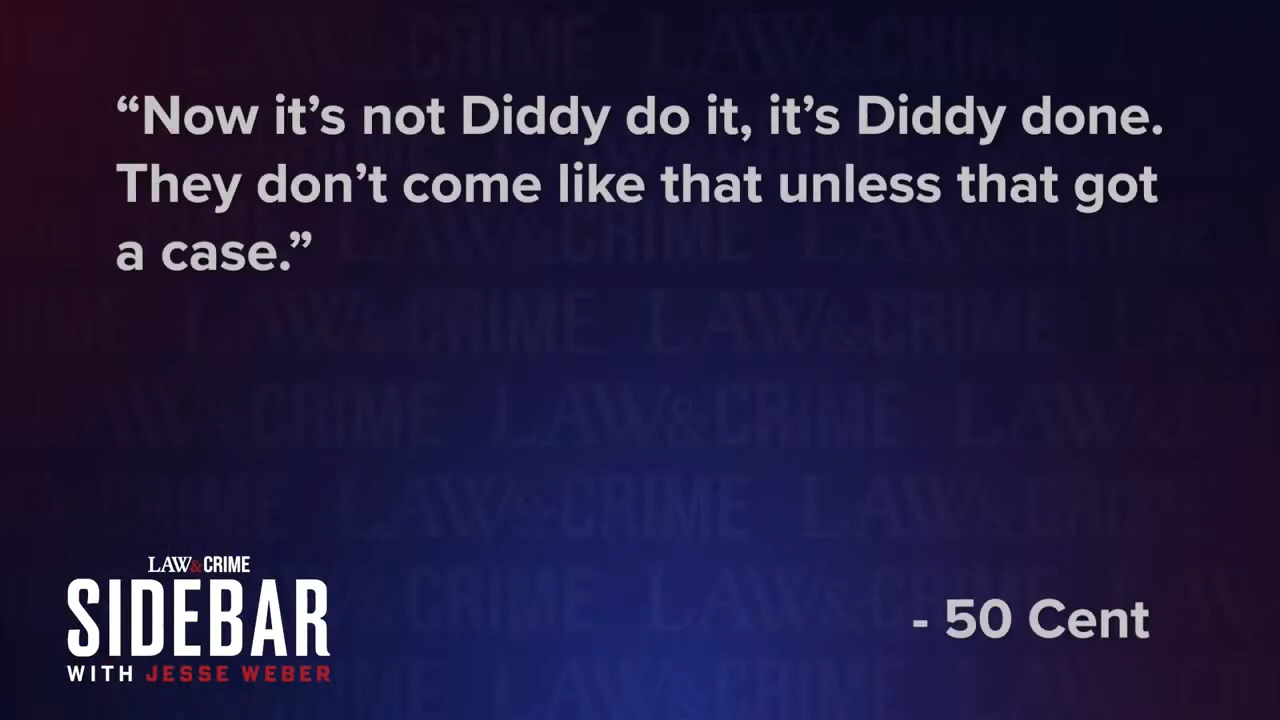 “Now it’s not Diddy do it, it’s Diddy done.
They don’t come like that unless that got
a case.”
LAW&CRIME
SIDEBAR
WITH JESSE WEBER
- 50 Cent